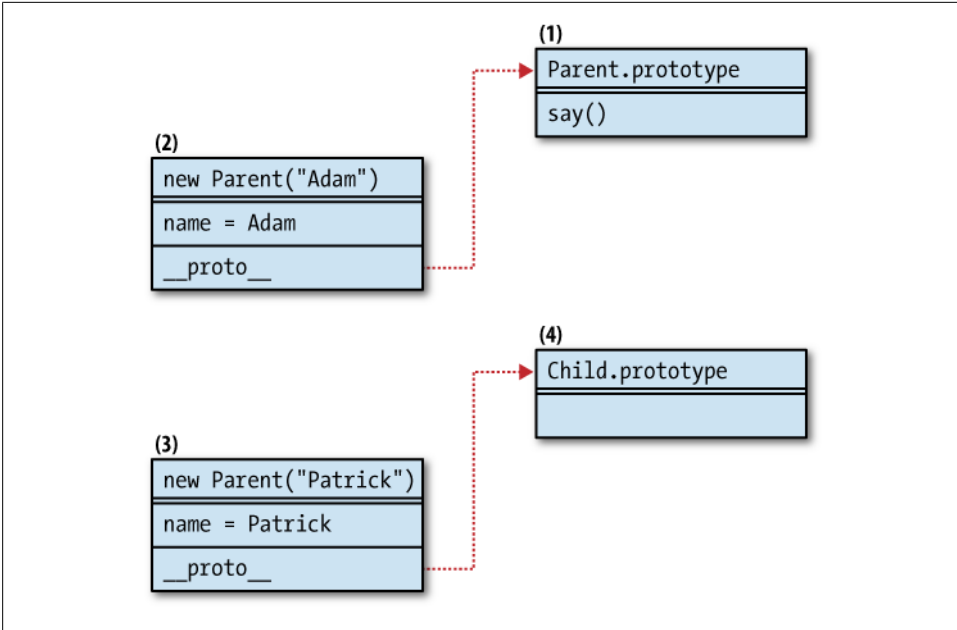 (1)
Parent.prototype
say()
(2)
new Parent("Adam")
name = Adam
__proto__
(4)
Child.prototype
(3)
new Parent("Patrick")
name = Patrick
__proto__